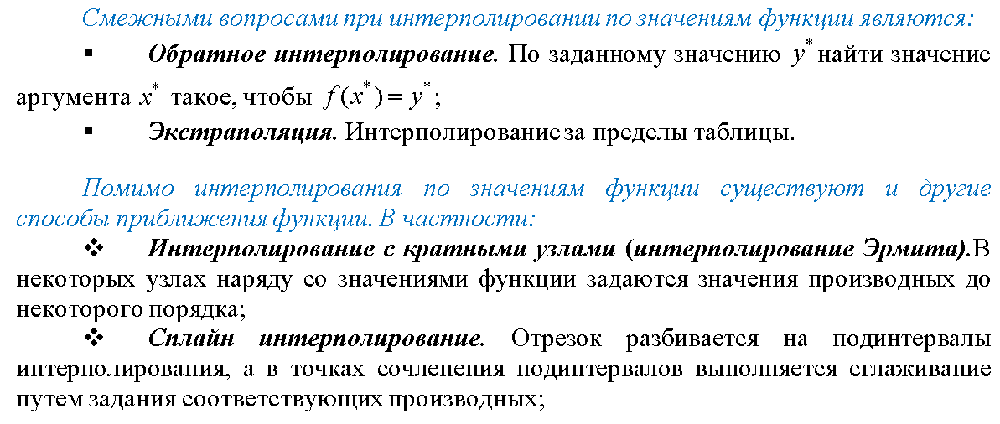 Смежными вопросами при интерполировании по значениям функции являются:
▪ Обратное интерполирование. По заданному значению y* найти значение
аргумента x* такое, чтобы f(x*) = y*;
▪ Экстраполяция. Интерполирование за пределы таблицы.
Помимо интерполирования по значениям функции существуют и другие
способы приближения функции. В частности:
❖ Интерполирование с кратными узлами (интерполирование Эрмита).В
некоторых узлах наряду со значениями функции задаются значения производных до
некоторого порядка;
❖ Сплайн интерполирование. Отрезок разбивается на подинтервалы
интерполирования, а в точках сочленения подинтервалов выполняется сглаживание
путем задания соответствующих производных;